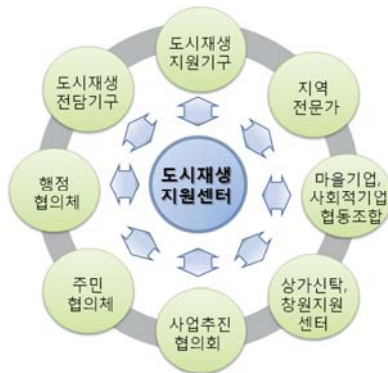 도시재생
지원기구
도시재생
전담기구
지역
전문가
행정
협의체
도시재생
지원센터
마을기업,
사회적기업
협동조합
주민
협의체
사업추진
협의회
상가신탁,
창원지원
센터